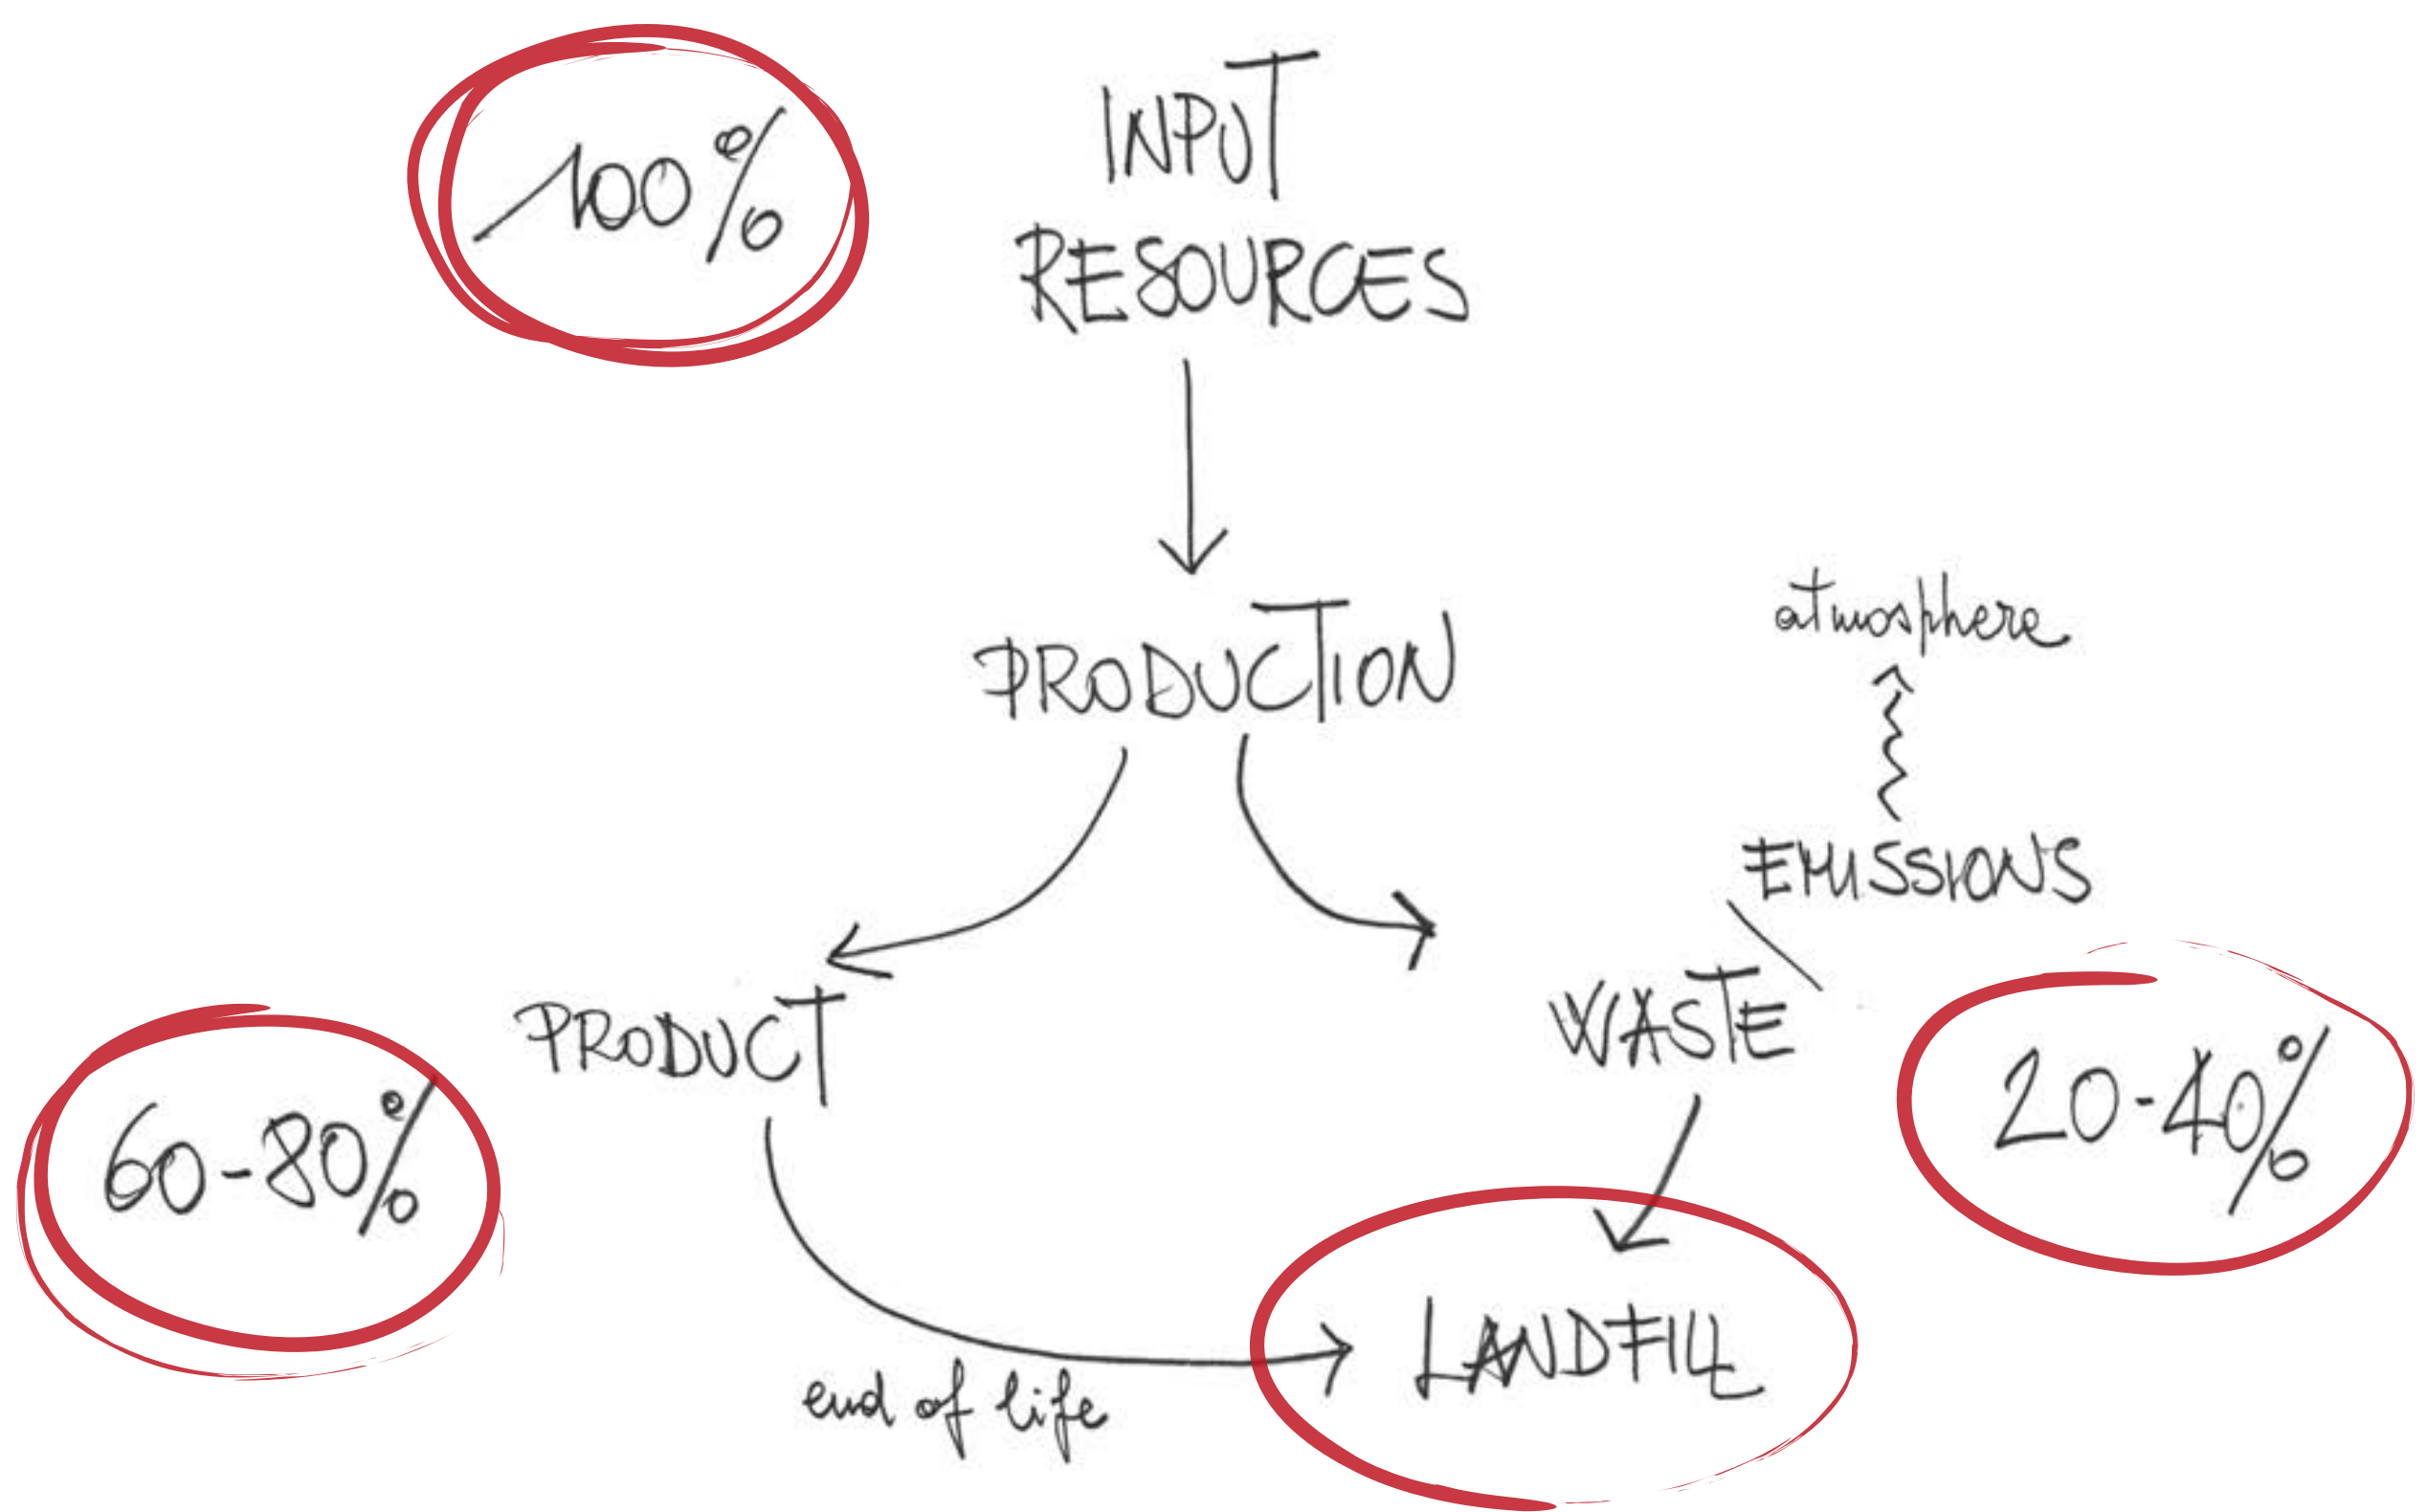 100%
INPUT
RESOURCES
PRODUCTION
atmosphere
EMISSIONS
PRODUCT
WASTE
60-80%
20-40%
LANDFILL
end of life